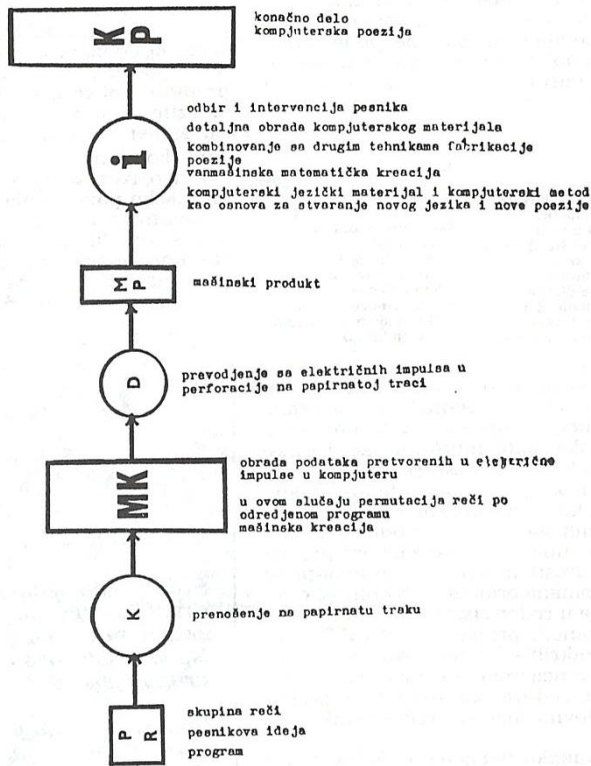 K
P
konačno delo
kompjuterska poezija
i
odbir i intervencija pesnika
detaljna obrada kompjuterskog materijala
kombinovanje sa drugim tehnikama fabrikacije
poezije
vanmašinska matematička kreacija
kompjuterski jezički materijal i kompjuterski metod
kao osnova za stvaranje novog jezika i nove poezije
M
P
mašinski produkt
D
prevodjenje sa električnih impulsa u
perforacije na papirnatoj traci
MK
obrada podataka pretvorenih u električne
impulse u kompjuteru
u ovom slučaju permutacija reči po
odredjenom programu
mašinska kreacija
K
prenošenje na papirnatu traku
P
R
skupina reči
pesnikova ideja
program